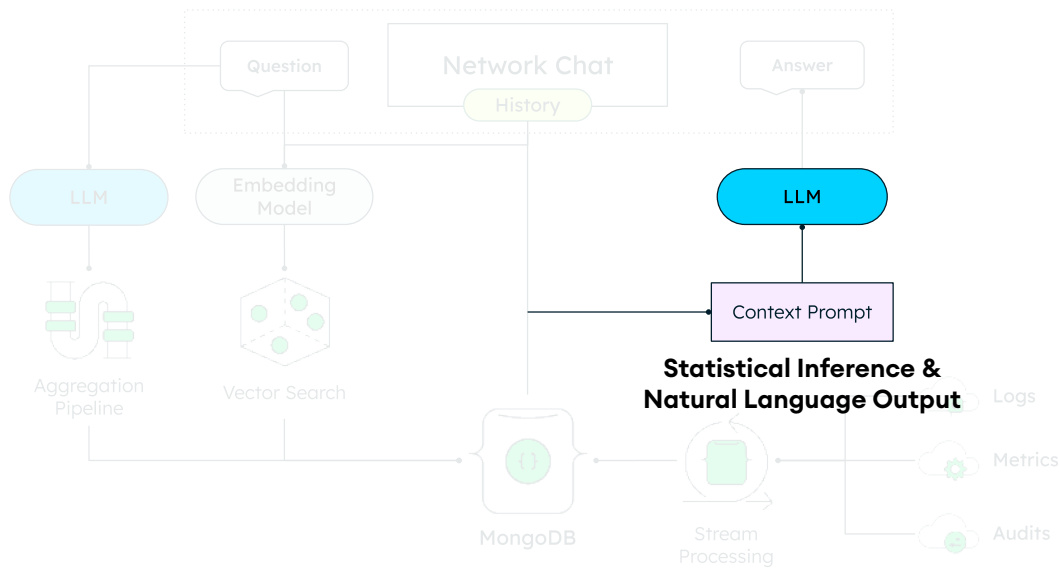 Question
Network Chat
Answer
History
LLM
Embedding
Model
LLM
Context Prompt
Statistical Inference &
Natural Language Output
Aggregation
Pipeline
Vector Search
Logs
Metrics
{ }
MongoDB
Stream
Processing
Audits